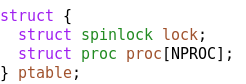 struct {
  struct spinlock lock;
  struct proc proc[NPROC];
} ptable;